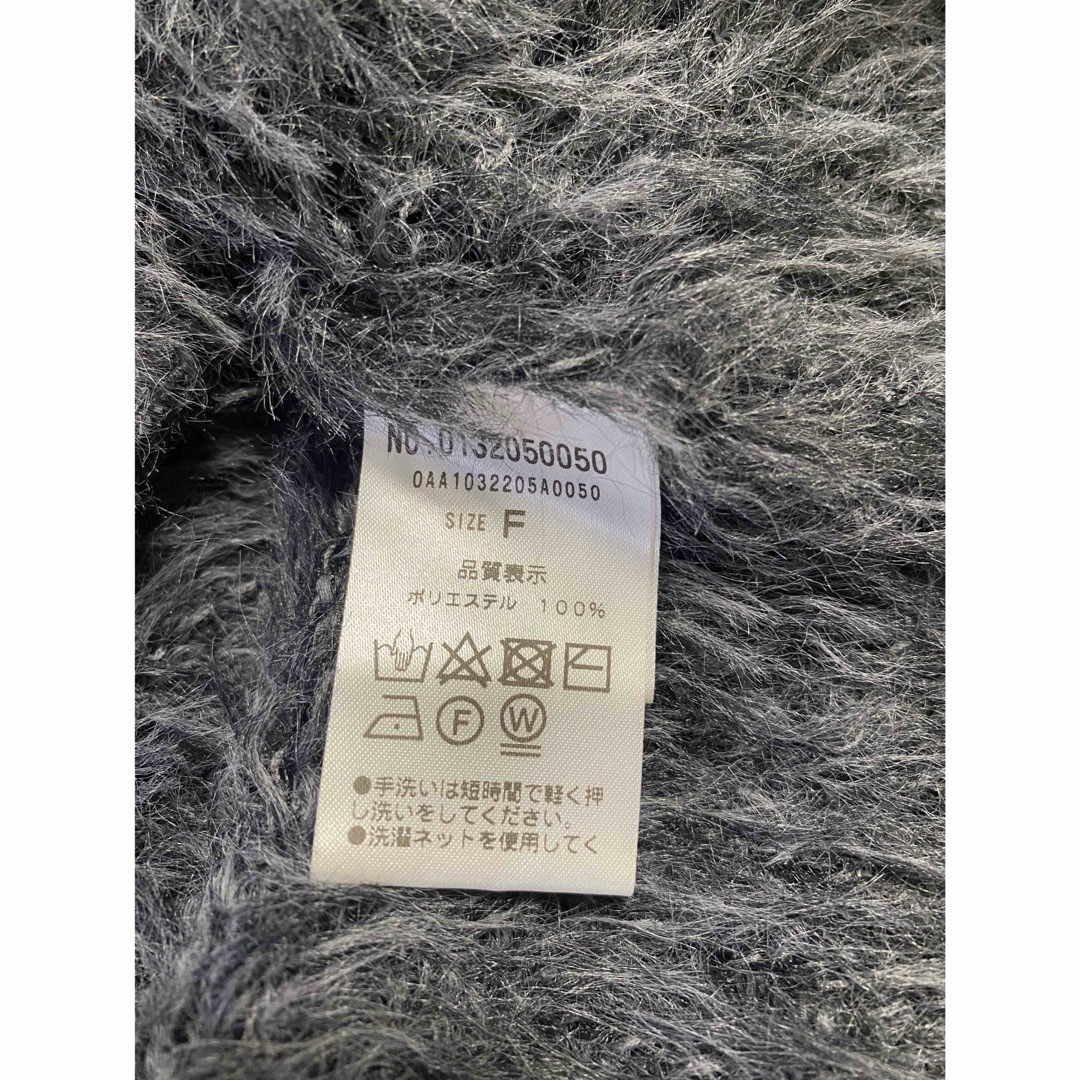 NO.0132050050
0AA1032205A0050
SIZE F
品質表示
ポリエステル 100%
F W
●手洗いは短時間で軽く押
し洗いをしてください。
●洗濯ネットを使用してく